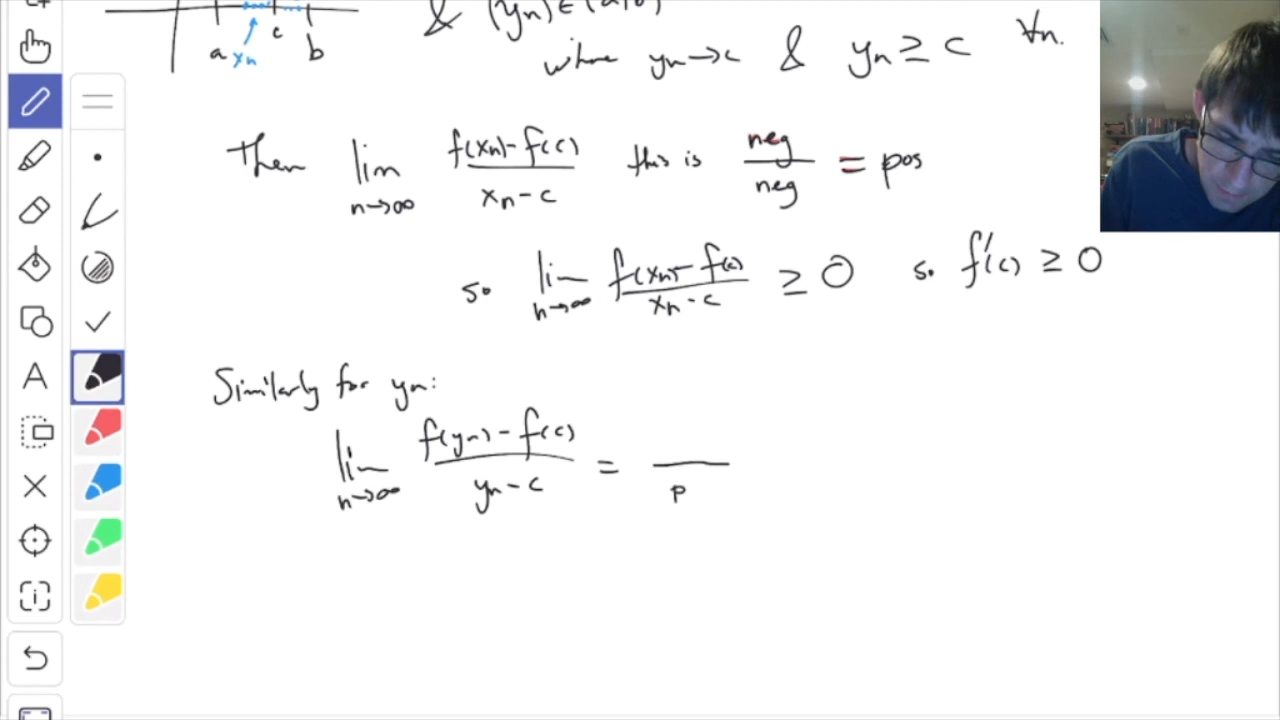 a xn c b
& (yn) ∈ (a,b)
where yn → c & yn ≥ c ∀n.
Then lim n→∞ f(xn) - f(c) / xn - c this is neg / neg = pos
so lim n→∞ f(xn) - f(c) / xn - c ≥ 0 so f'(c) ≥ 0
Similarly for yn:
lim n→∞ f(yn) - f(c) / yn - c = / p
A